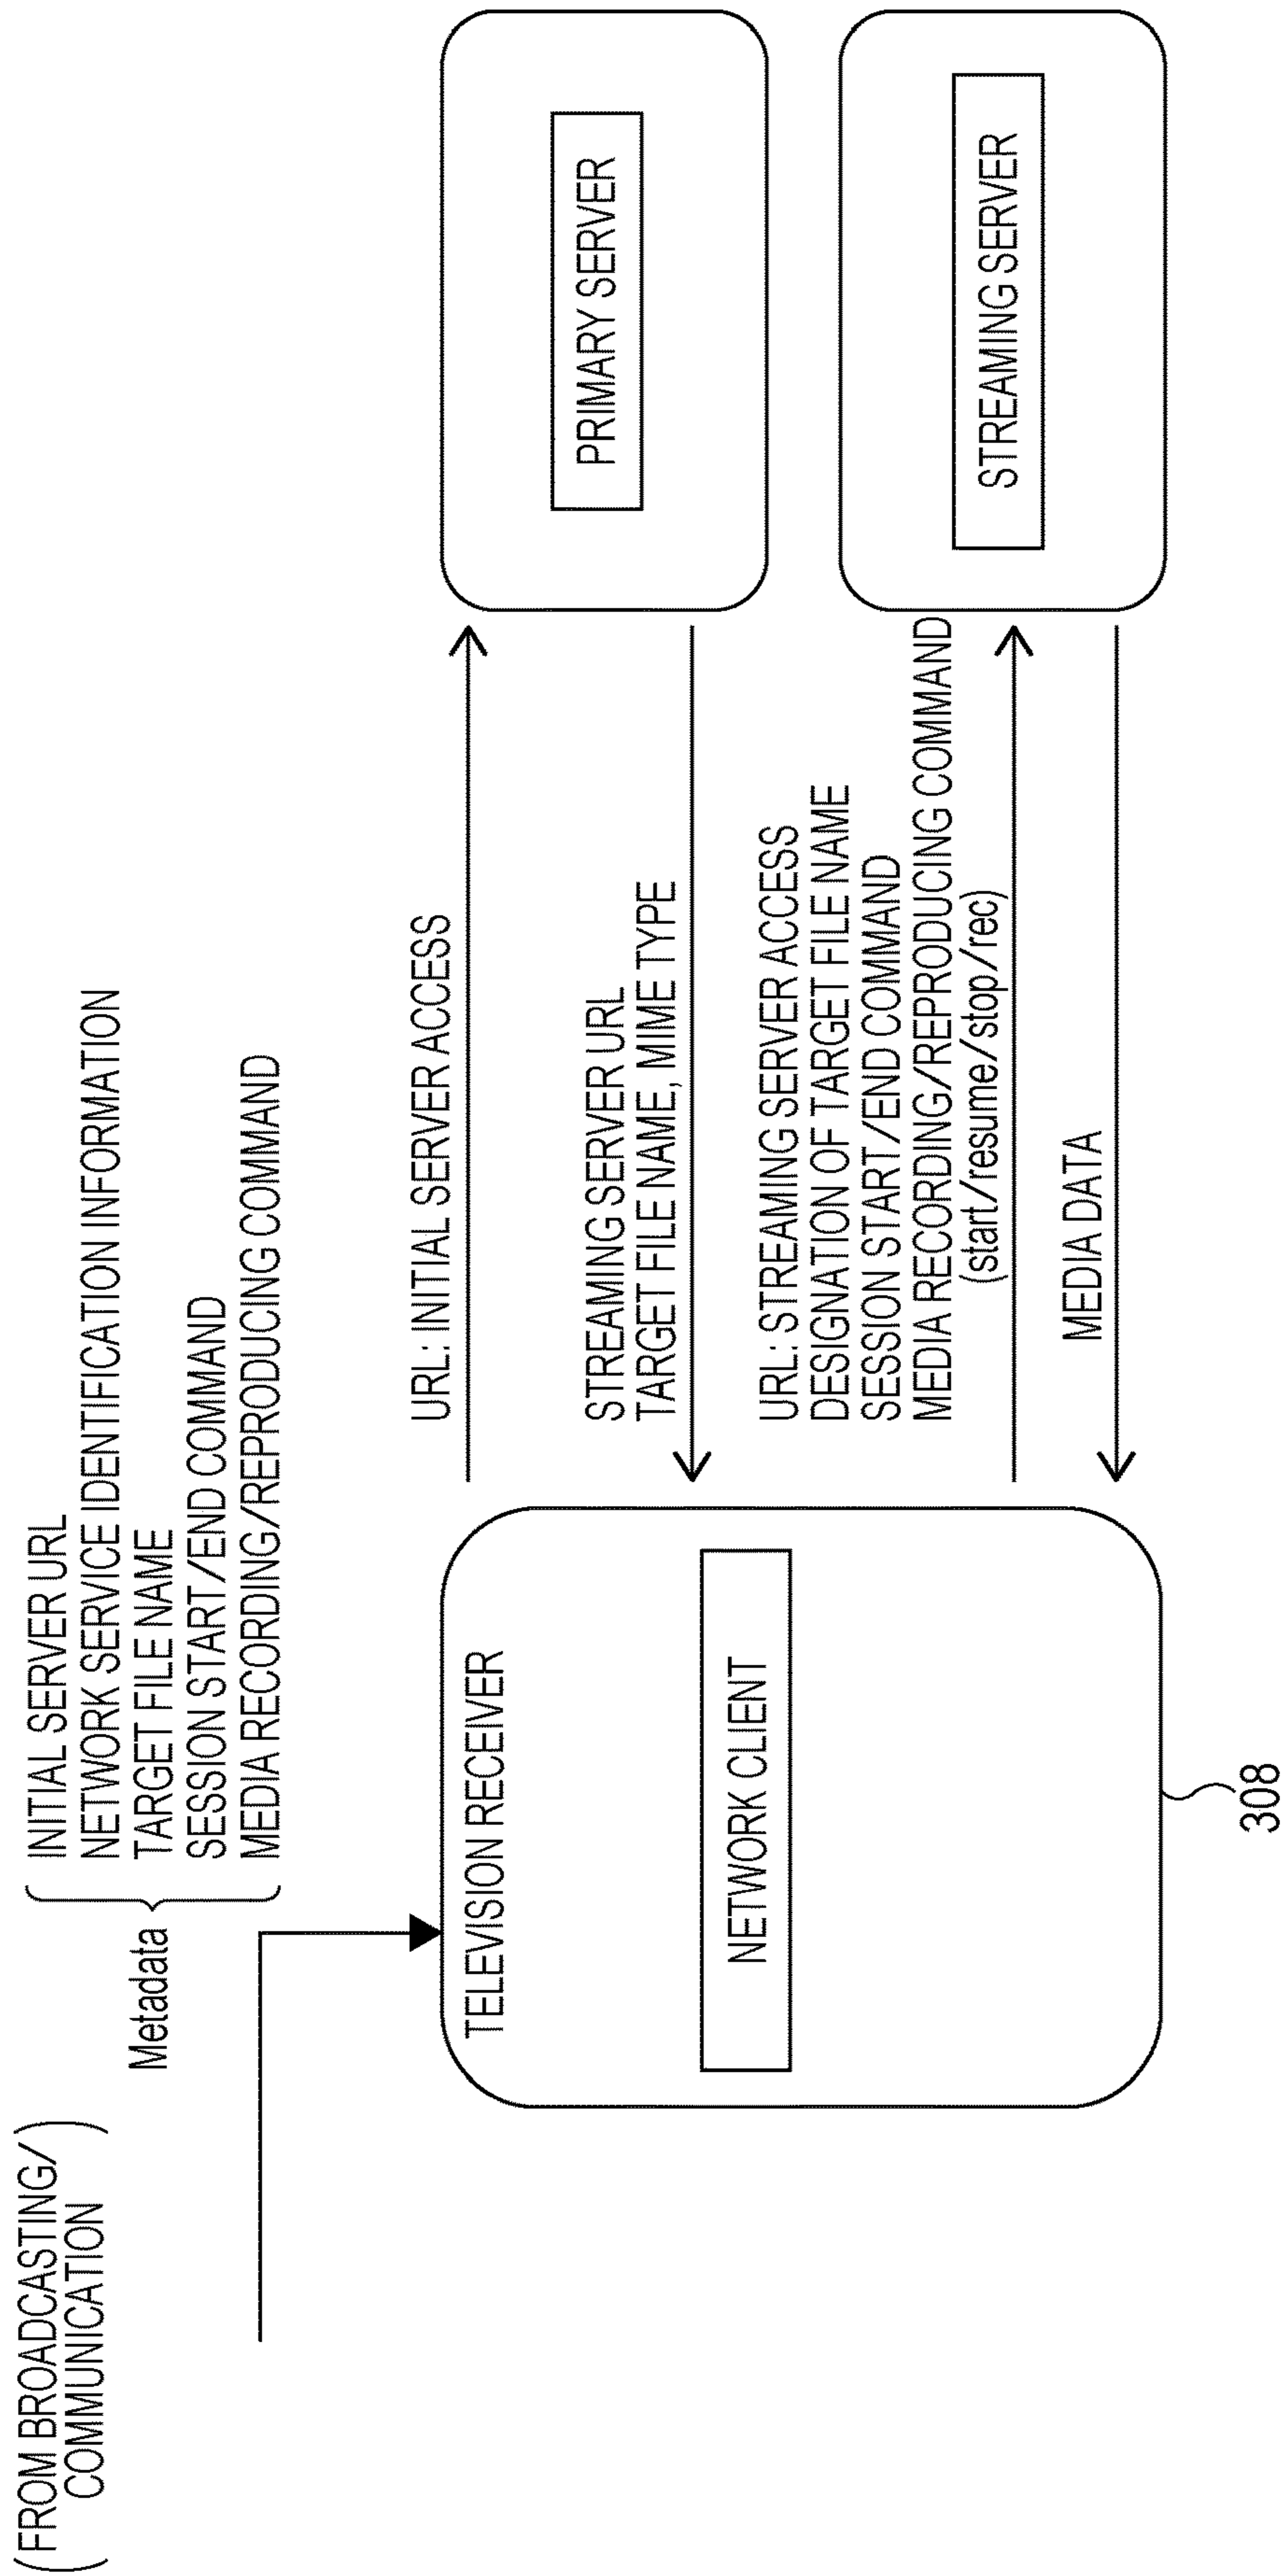 (FROM BROADCASTING/
COMMUNICATION)
Metadata
INITIAL SERVER URL
NETWORK SERVICE IDENTIFICATION INFORMATION
TARGET FILE NAME
SESSION START/END COMMAND
MEDIA RECORDING/REPRODUCING COMMAND
TELEVISION RECEIVER
NETWORK CLIENT
308
URL: INITIAL SERVER ACCESS
STREAMING SERVER URL
TARGET FILE NAME, MIME TYPE
URL: STREAMING SERVER ACCESS
DESIGNATION OF TARGET FILE NAME
SESSION START/END COMMAND
MEDIA RECORDING/REPRODUCING COMMAND
(start/resume/stop/rec)
MEDIA DATA
PRIMARY SERVER
STREAMING SERVER